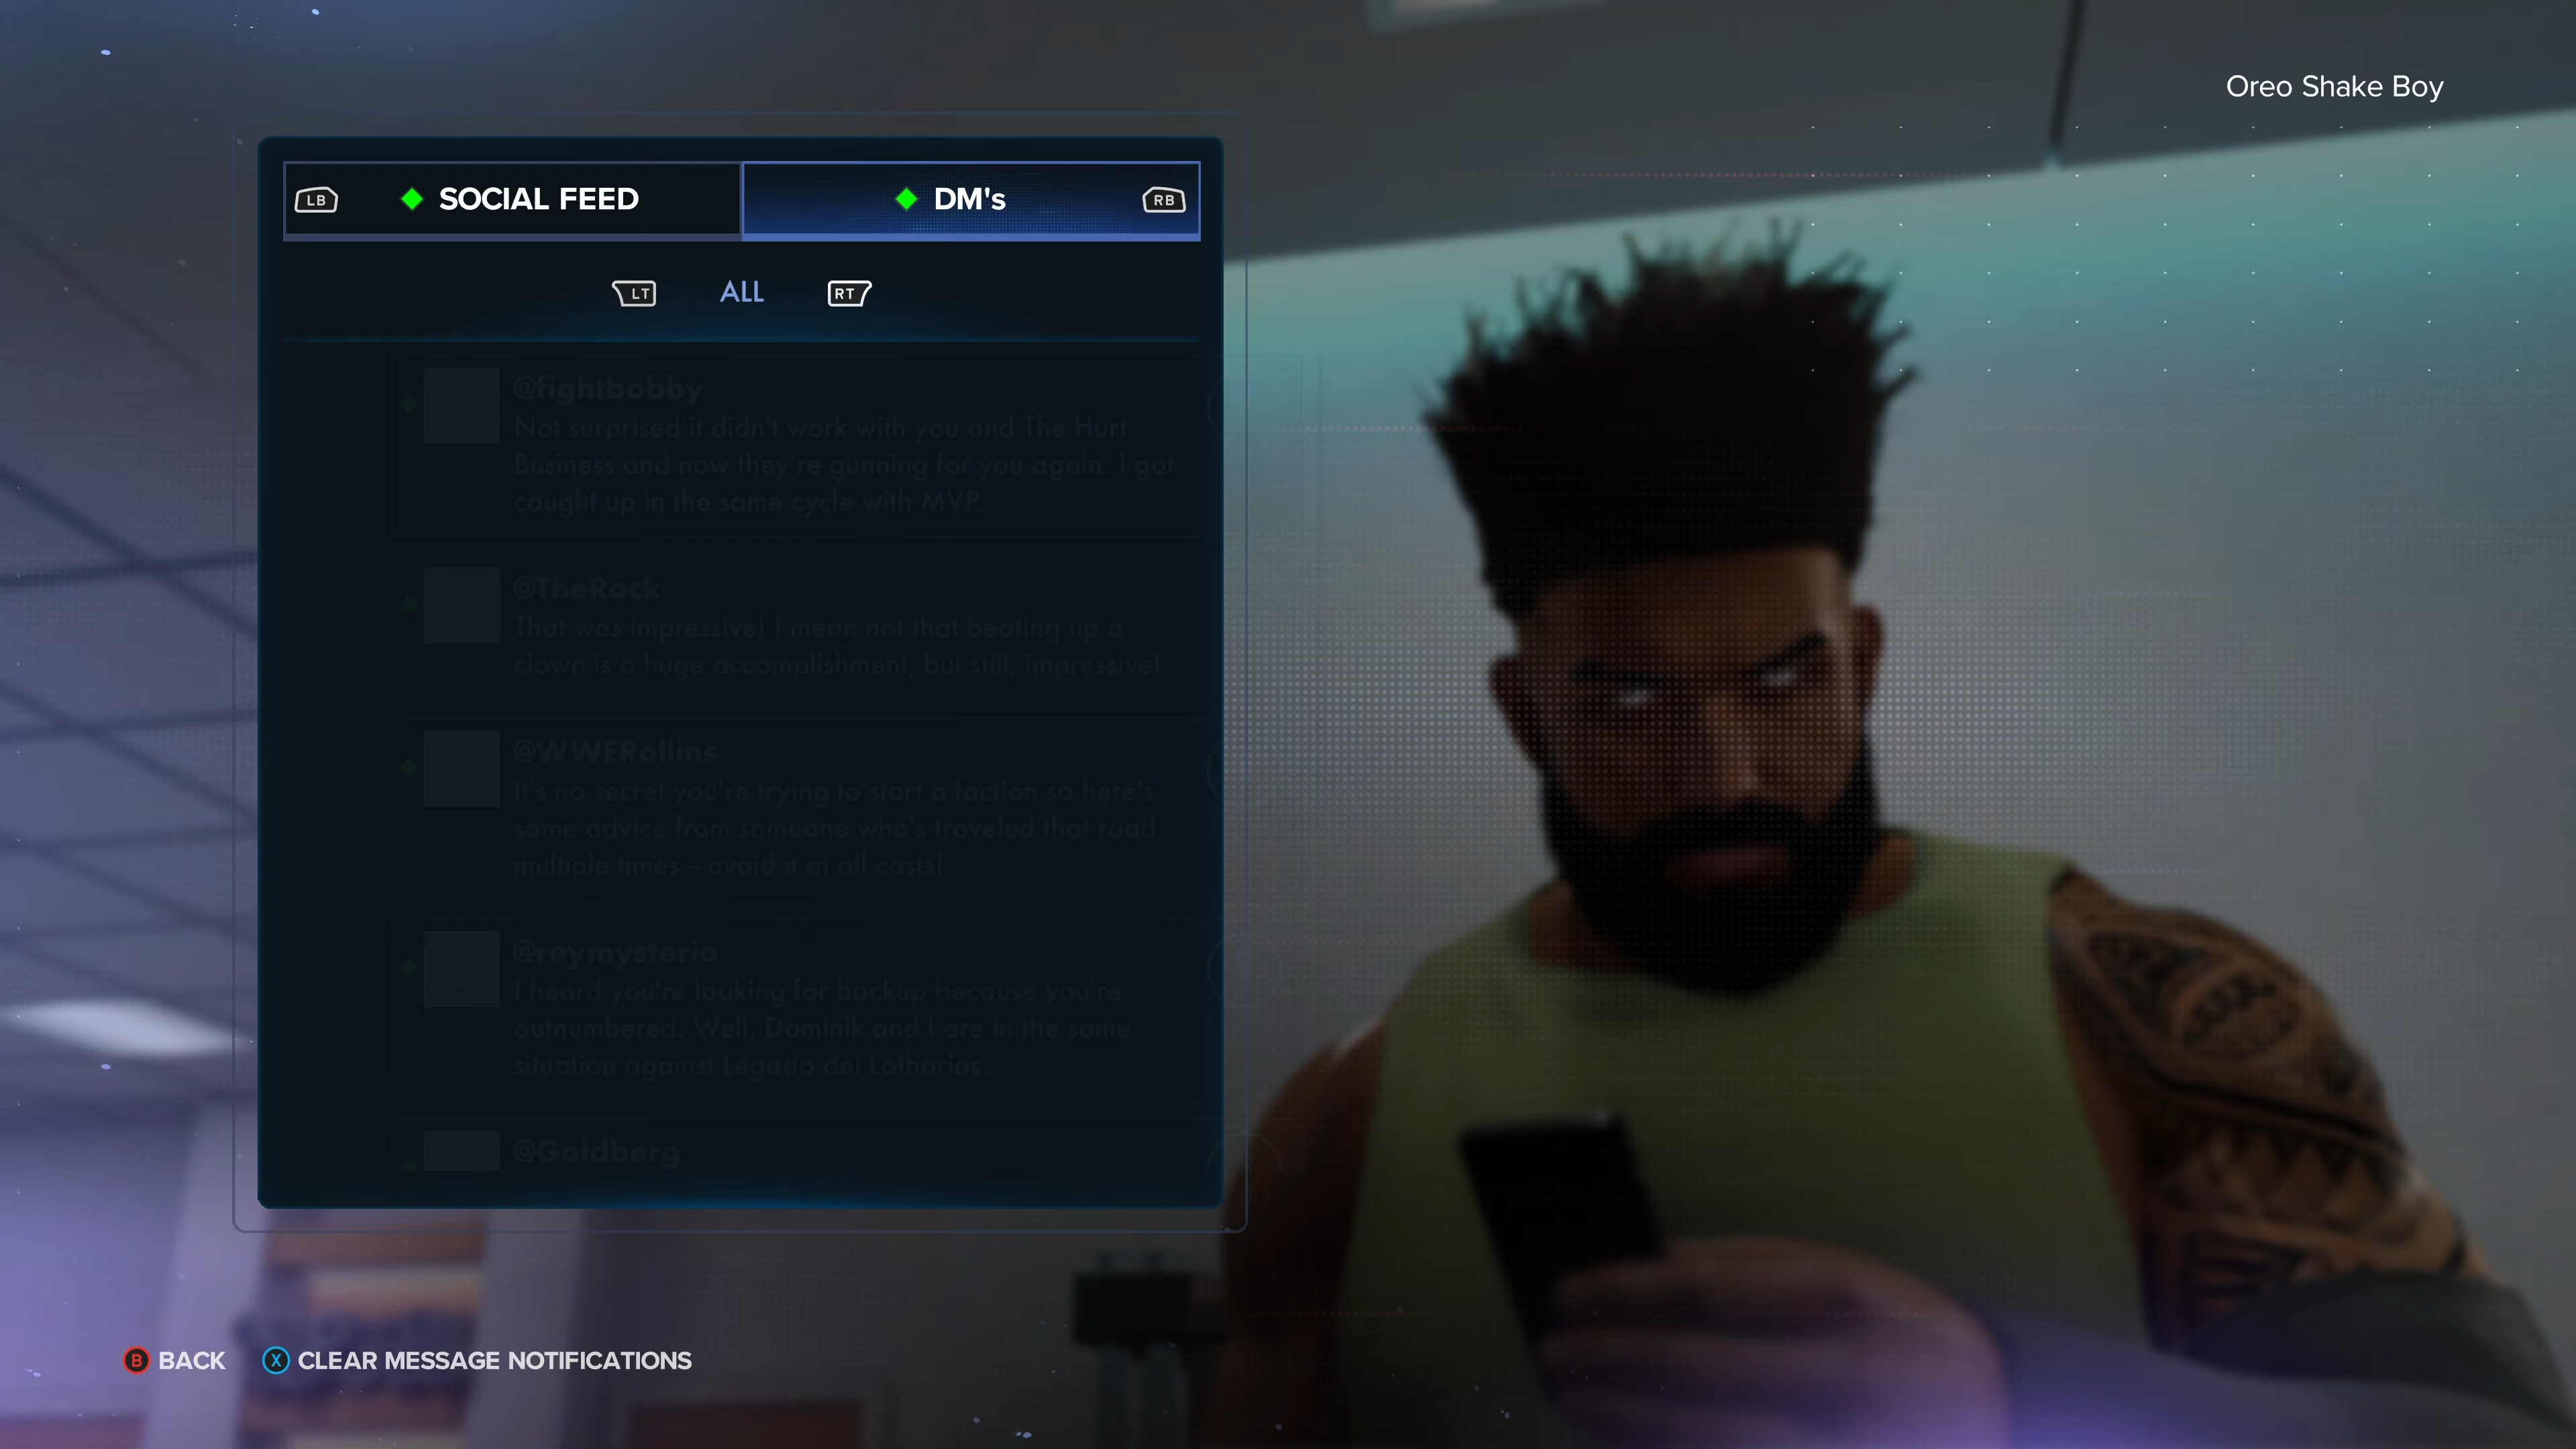 Oreo Shake Boy
LB SOCIAL FEED DM's RB
LT ALL RT
@fightbobby
Not surprised it didn't work with you and The Hurt
Business and now they're gunning for you again. I got
caught up in the same cycle with MVP.
@TheRock
That was impressive! I mean not that beating up a
clown is a huge accomplishment, but still, impressive!
@WWERollins
It's no secret you're trying to start a faction so here's
some advice from someone who's traveled that road
multiple times – avoid it at all costs!
@reymysterio
I heard you're looking for backup because you're
outnumbered. Well, Dominik and I are in the same
situation against Legado del Lotharios.
@Goldberg
B BACK X CLEAR MESSAGE NOTIFICATIONS